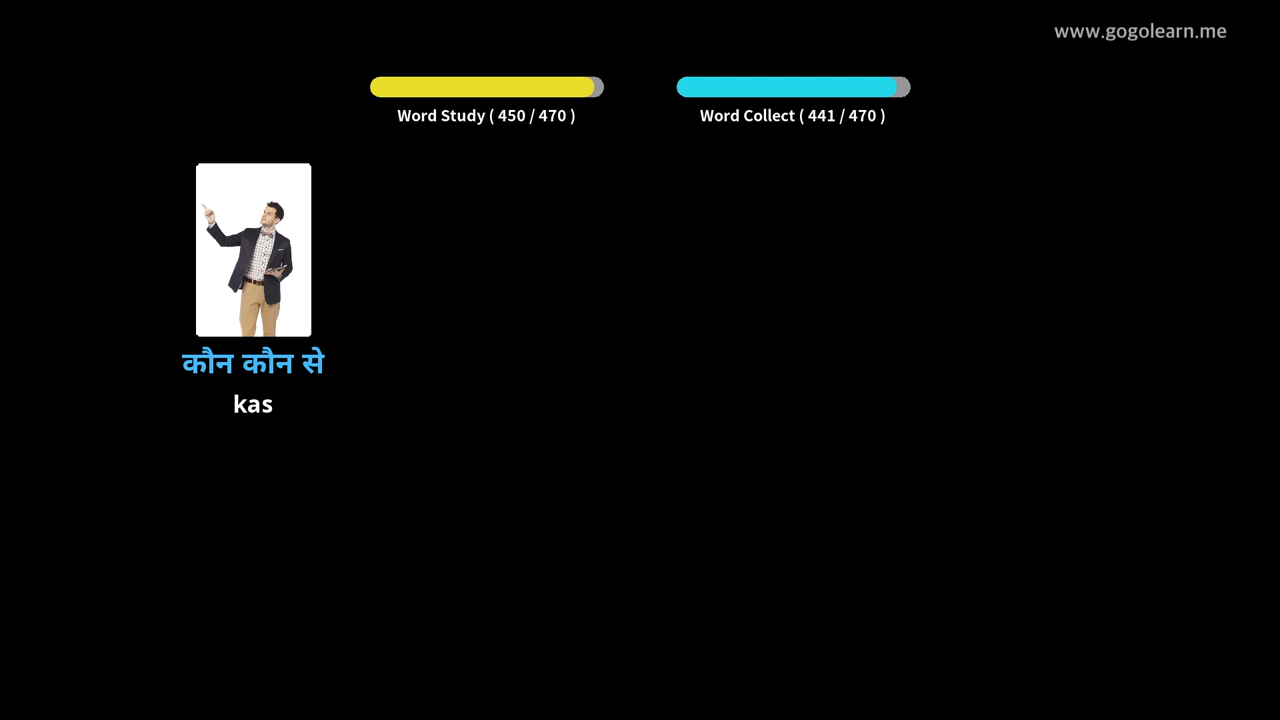 www.gogolearn.me
Word Study ( 450 / 470 )
Word Collect ( 441 / 470 )
कौन कौन से
kas